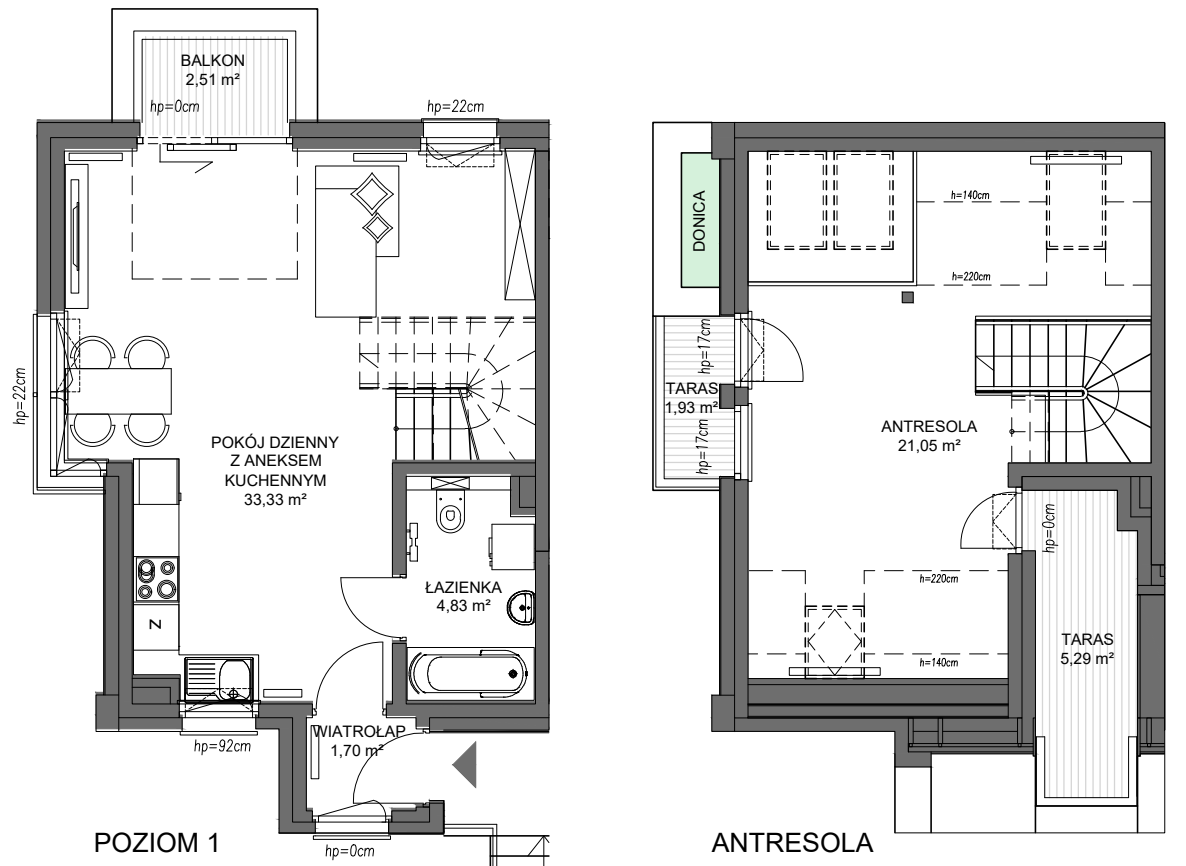 BALKON
2,51 m²
hp=0cm
hp=22cm
hp=22cm
POKÓJ DZIENNY
Z ANEKSEM
KUCHENNYM
33,33 m²
ŁAZIENKA
4,83 m²
Z
WIATROŁAP
1,70 m²
hp=92cm
hp=0cm
POZIOM 1
DONICA
h=140cm
h=220cm
hp=17cm
TARAS
1,93 m²
hp=17cm
ANTRESOLA
21,05 m²
hp=0cm
h=220cm
h=140cm
TARAS
5,29 m²
ANTRESOLA